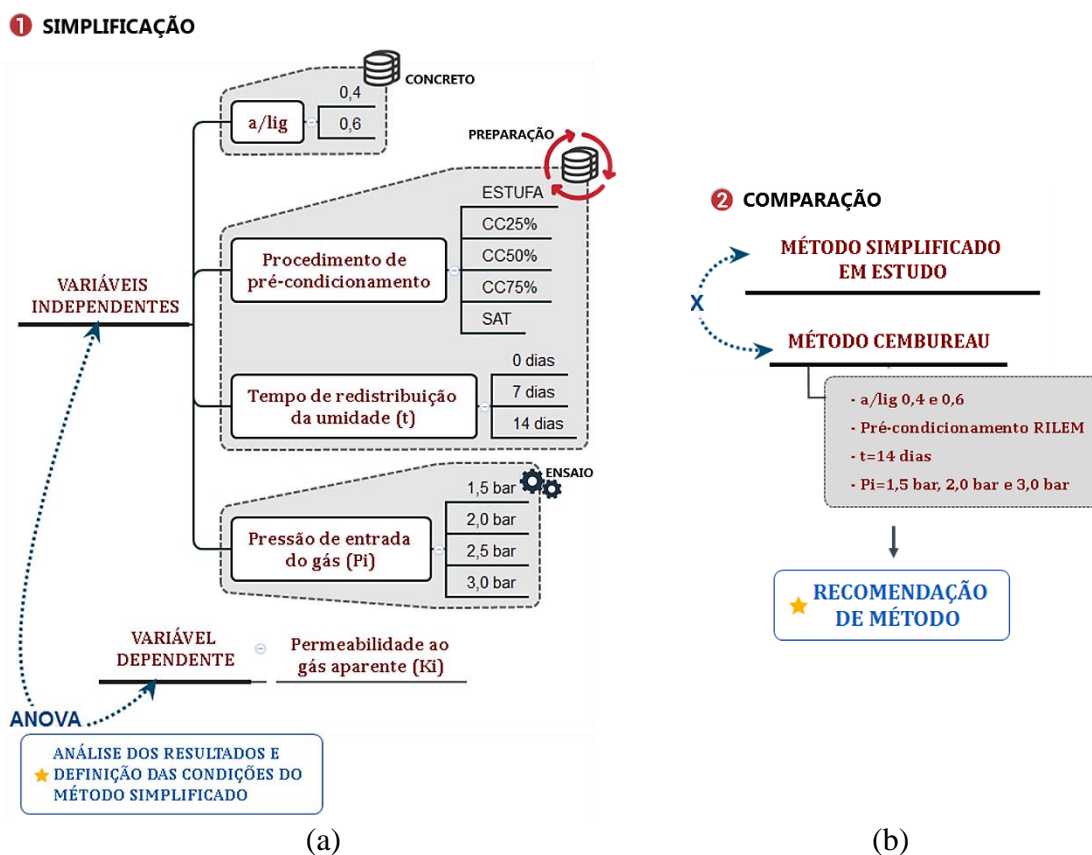 1 SIMPLIFICAÇÃO
CONCRETO
a/lig
0,4
0,6
PREPARAÇÃO
VARIÁVEIS
INDEPENDENTES
Procedimento de
pré-condicionamento
ESTUFA
CC25%
CC50%
CC75%
SAT
Tempo de redistribuição
da umidade (t)
0 dias
7 dias
14 dias
ENSAIO
Pressão de entrada
do gás (Pi)
1,5 bar
2,0 bar
2,5 bar
3,0 bar
VARIÁVEL
DEPENDENTE
Permeabilidade ao
gás aparente (Ki)
ANOVA
ANÁLISE DOS RESULTADOS E
DEFINIÇÃO DAS CONDIÇÕES DO
MÉTODO SIMPLIFICADO
(a)
2 COMPARAÇÃO
MÉTODO SIMPLIFICADO
EM ESTUDO
X
MÉTODO CEMBUREAU
- a/lig 0,4 e 0,6
- Pré-condicionamento RILEM
- t=14 dias
- Pi=1,5 bar, 2,0 bar e 3,0 bar
RECOMENDAÇÃO
DE MÉTODO
(b)